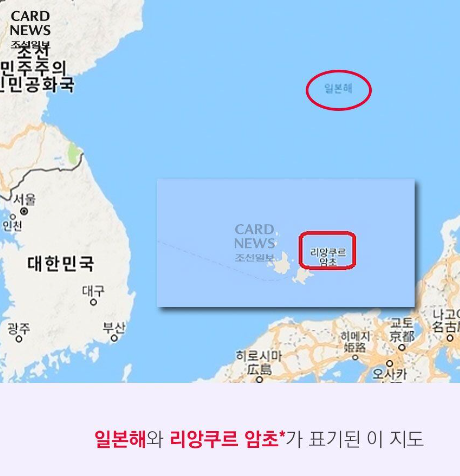 CARD
NEWS
조선일보
조선
민주주의
인민공화국
일본해
서울
인천
CARD
NEWS
조선일보
리앙쿠르
암초
대한민국
대구
광주
부산
교토
京都
나고
名古
히메지
姫路
히로시마
広島
오사카
일본해와 리앙쿠르 암초*가 표기된 이 지도